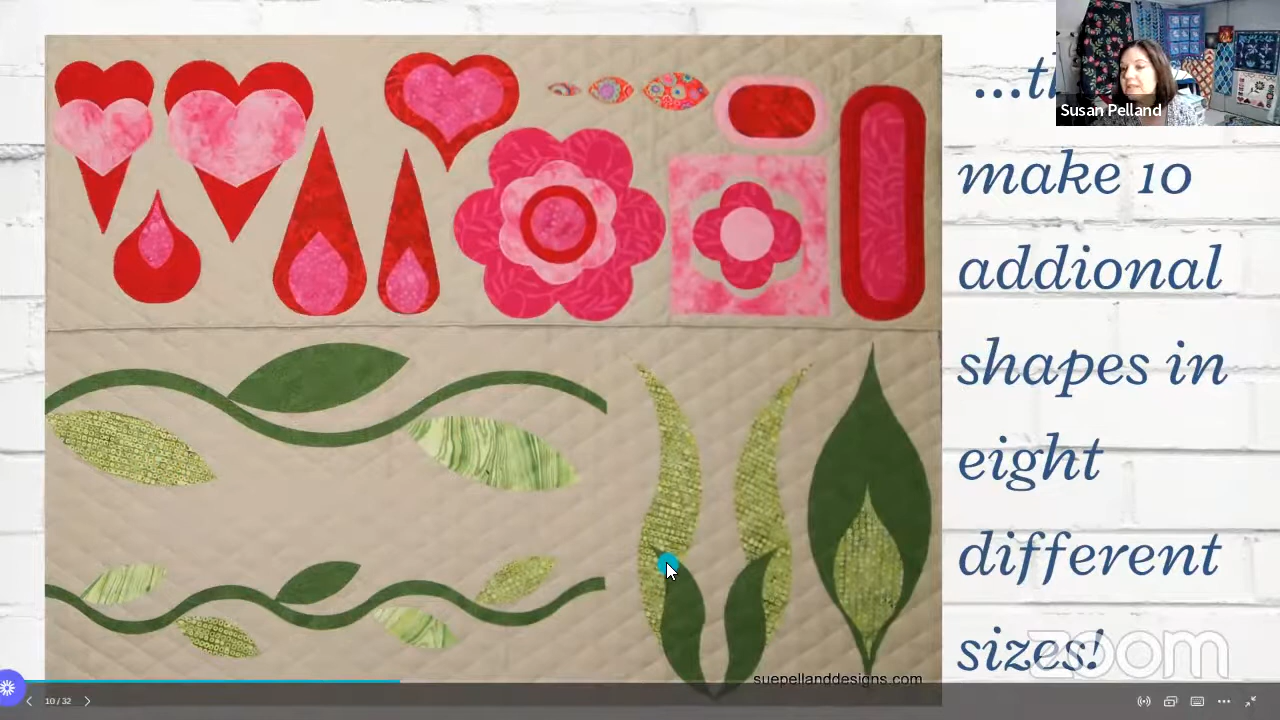 Susan Pelland
make 10
addional
shapes in
eight
different
sizes!
zoom
suepellanddesigns.com
10 / 32